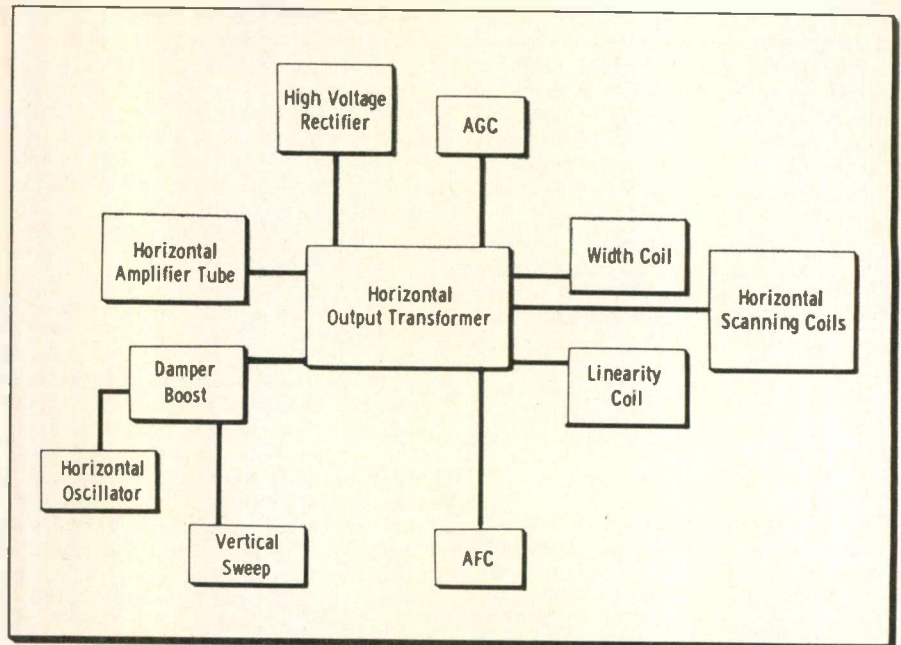 High Voltage
Rectifier
AGC
Horizontal
Amplifier Tube
Width Coil
Horizontal
Output Transformer
Horizontal
Scanning Coils
Damper
Boost
Linearity
Coil
Horizontal
Oscillator
Vertical
Sweep
AFC